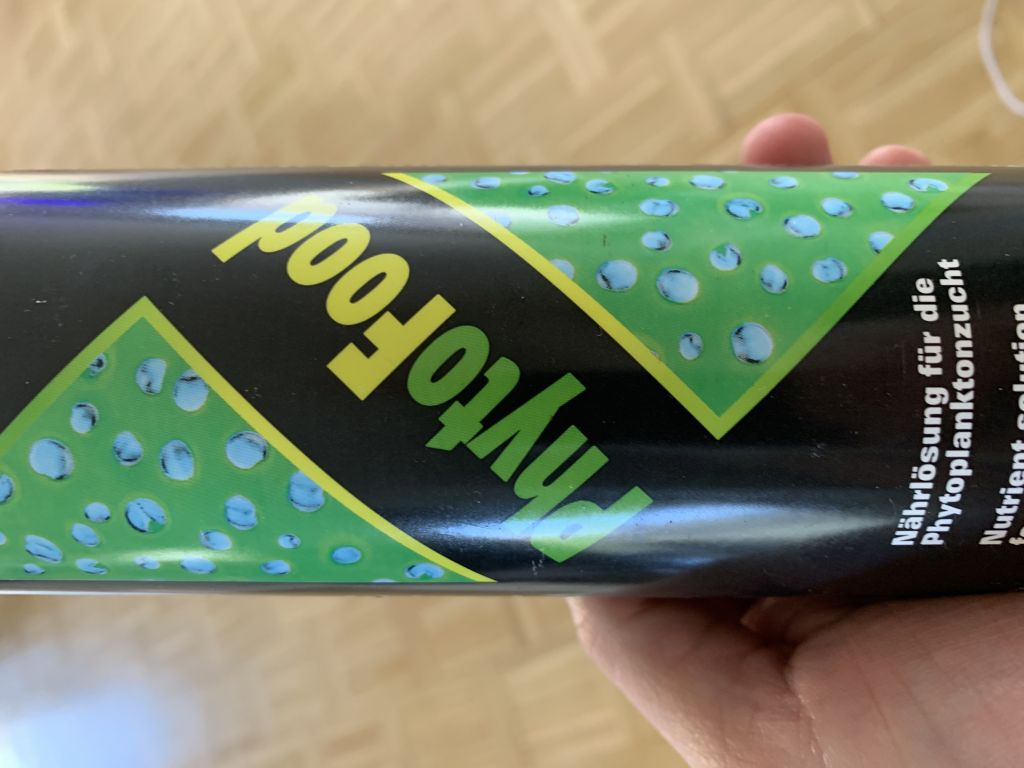 PhytoFood
Nährlösung für die
Phytoplanktonzucht
Nutrient solution